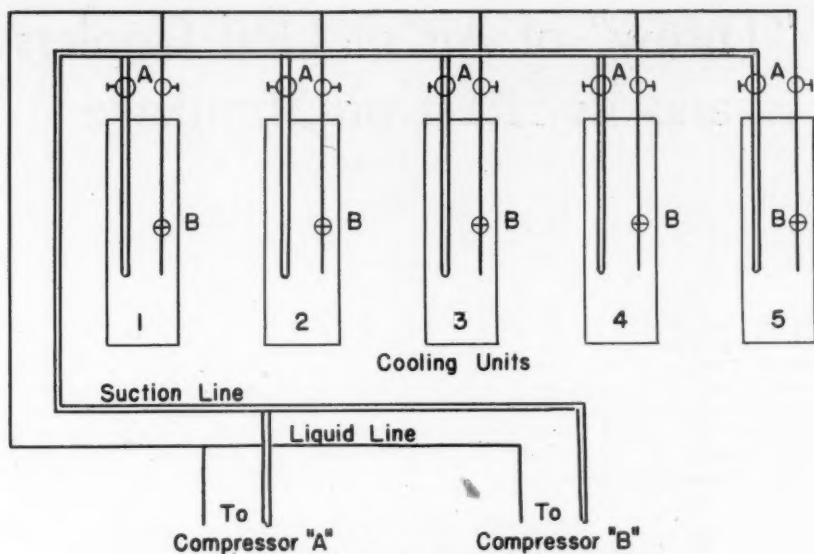 A A A A A
B B B B B
1 2 3 4 5
Cooling Units
Suction Line
Liquid Line
To To
Compressor "A" Compressor "B"